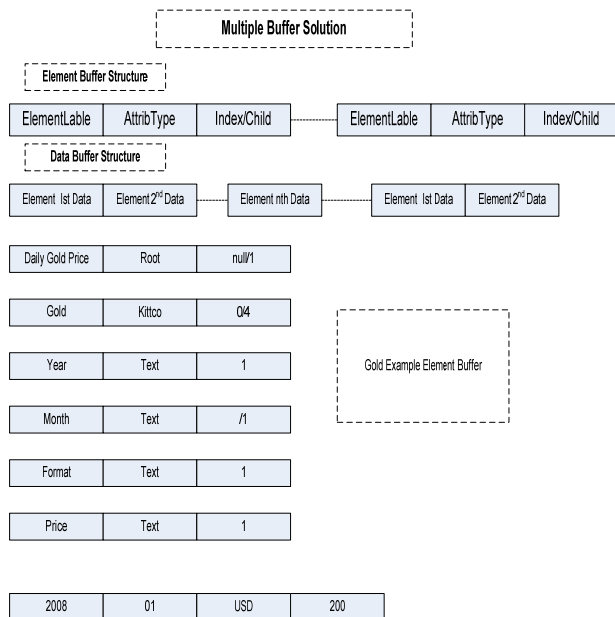 Multiple Buffer Solution
Element Buffer Structure
ElementLable AttribType Index/Child ElementLable AttribType Index/Child
Data Buffer Structure
Element Ist Data Element 2nd Data Element nth Data Element Ist Data Element 2nd Data
Daily Gold Price Root null/1
Gold Kittco 0/4
Year Text 1
Gold Example Element Buffer
Month Text /1
Format Text 1
Price Text 1
2008 01 USD 200